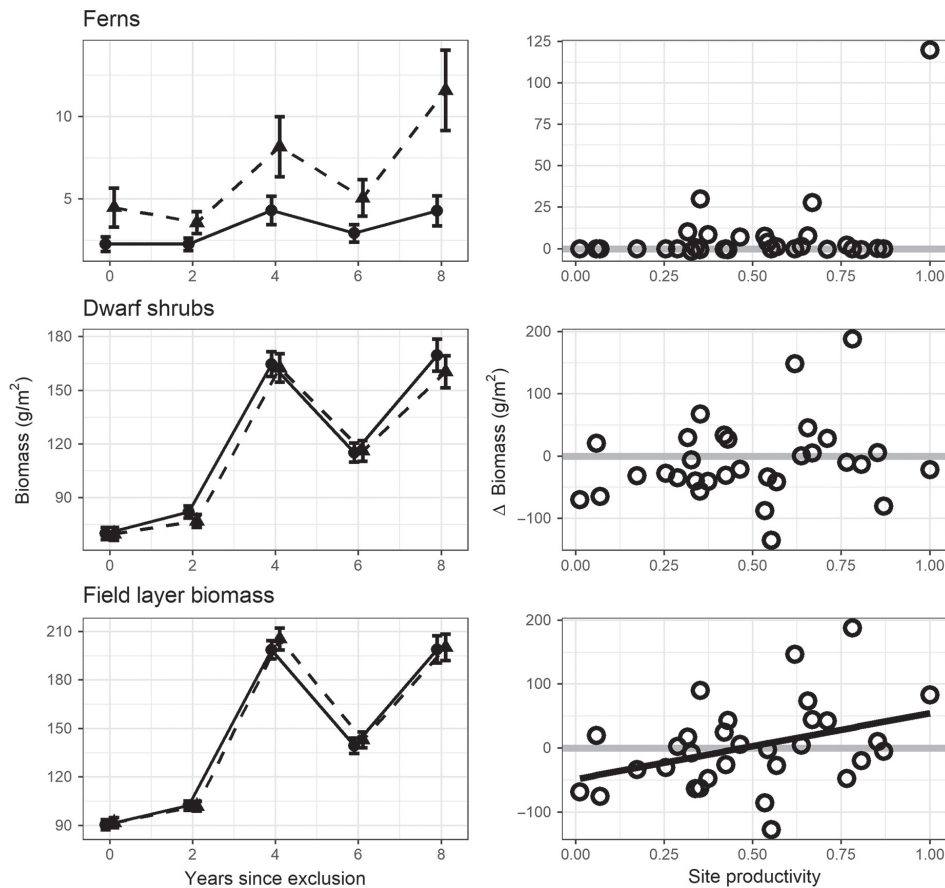 Ferns
10
5
0 2 4 6 8
125
100
75
50
25
0
0.00 0.25 0.50 0.75 1.00
Dwarf shrubs
Biomass (g/m²)
180
150
120
90
0 2 4 6 8
Δ Biomass (g/m²)
200
100
0
−100
0.00 0.25 0.50 0.75 1.00
Field layer biomass
210
180
150
120
90
0 2 4 6 8
Years since exclusion
200
100
0
−100
0.00 0.25 0.50 0.75 1.00
Site productivity